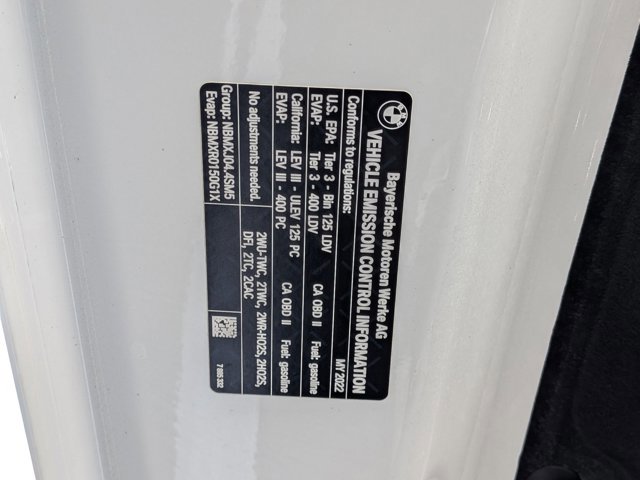 Bayerische Motoren Werke AG
VEHICLE EMISSION CONTROL INFORMATION
Conforms to regulations: MY 2022
U.S. EPA: Tier 3 - Bin 125 LDV CA OBD II Fuel: gasoline
EVAP: Tier 3 - 400 LDV
California: LEV III - ULEV 125 PC CA OBD II Fuel: gasoline
EVAP: LEV III - 400 PC
No adjustments needed. 2WU-TWC, 2TWC, 2WR-HO2S, 2HO2S,
DFI, 2TC, 2CAC
Group: NBMXJ04.4SM5
Evap: NBMXR0150G1X